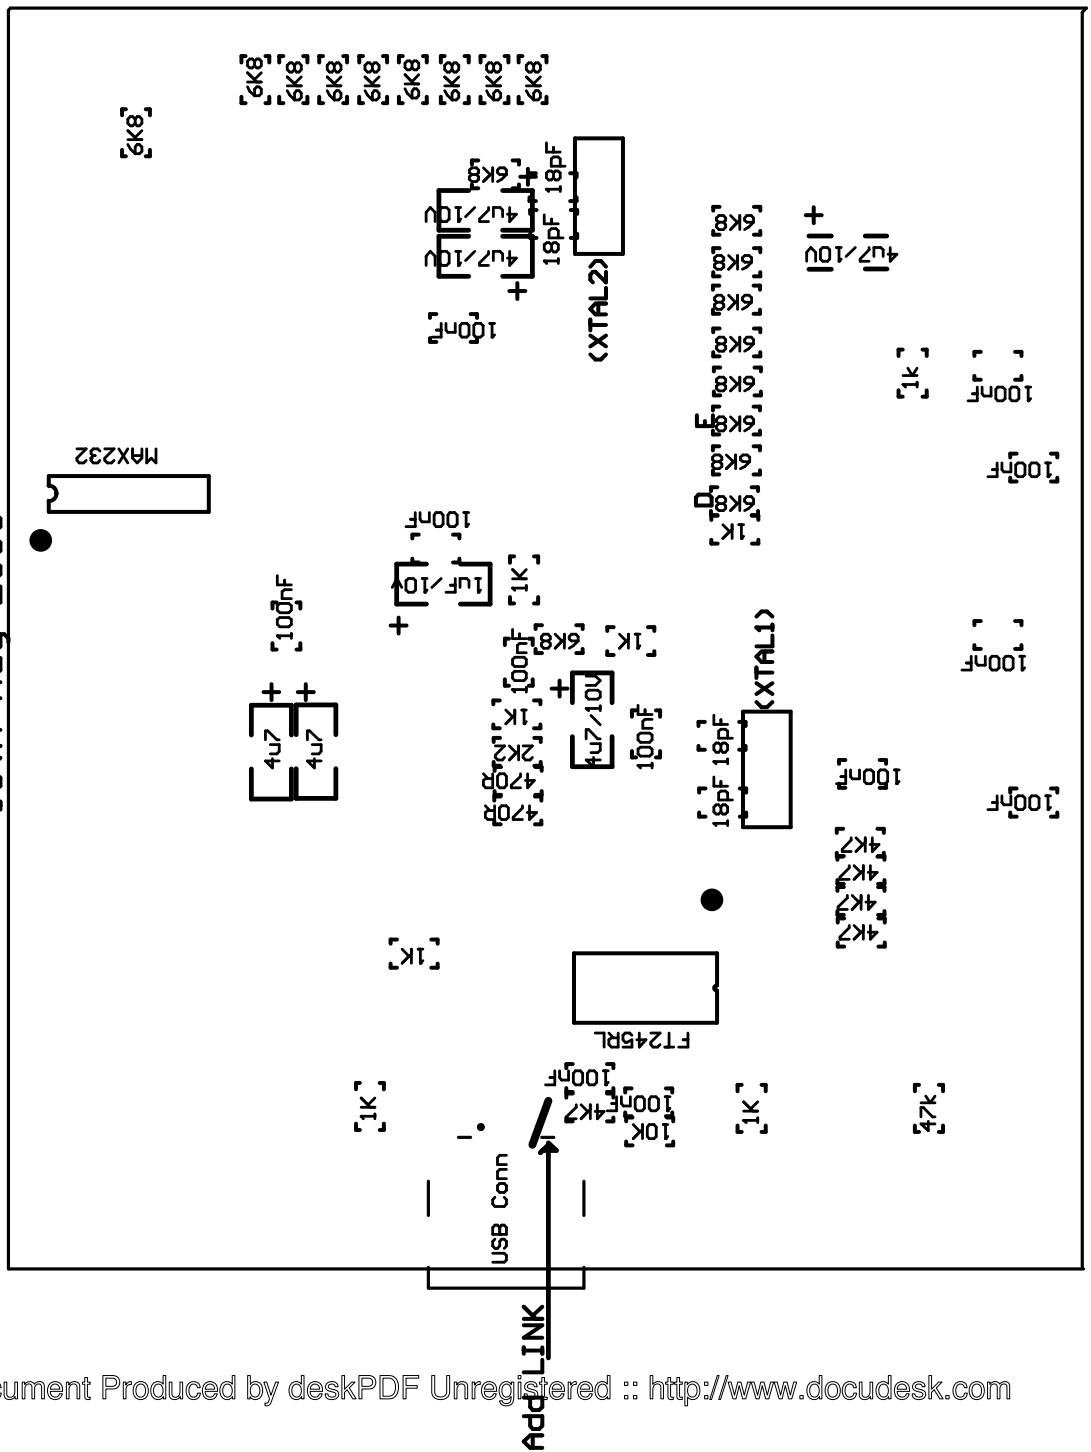 6K8
6K8
6K8
6K8
6K8
6K8
6K8
6K8
6K8
6K8
+
18pF
4u7/10V
18pF
4u7/10V
+
(XTAL2)
100nF
6K8
+
6K8
4u7/10V
6K8
6K8
6K8
1k
6K8
100nF
E
6K8
MAX232
6K8
100nF
D
6K8
1K
100nF
1uF/10V
1K
100nF
+
100nF
6K8
1K
(XTAL1)
100nF
+
+
+
4u7
4u7
1K
4u7/10V
100nF
18pF
2K2
470R
100nF
470R
18pF
100nF
4K7
4K7
4K7
4K7
1K
FT245RL
100nF
1K
4K7
100nF
10K
1K
47k
USB Conn
Add LINK
cument Produced by deskPDF Unregistered :: http://www.docudesk.com